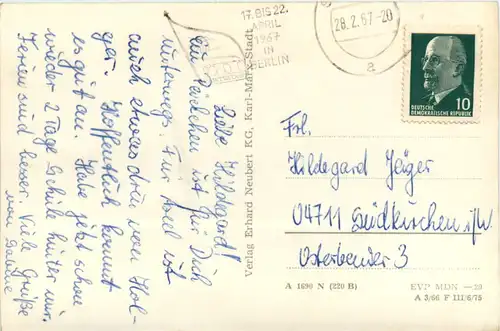 Liebe Hildegard!
Ein Päckchen ist für Dich
unterwegs. Für Axel ist
auch etwas drin, von Hol-
ger. Hoffentlich kommt
es gut an. Habe jetzt schon
wieder 2 Tage Schule hinter mir.
Ferien sind besser. Viele Grüße
von Sabine
Verlag Erhard Neubert KG, Karl-Marx-Stadt
17. BIS 22.
APRIL
1967
IN
BERLIN
28.2.67-20
a
DEUTSCHE
DEMOKRATISCHE REPUBLIK
10
Frl.
Hildegard Jäger
04711 Südkirchen i/W
Osterbender 3
A 1690 N (220 B)
EVP MDN —20
A 3/66 F III/6/75